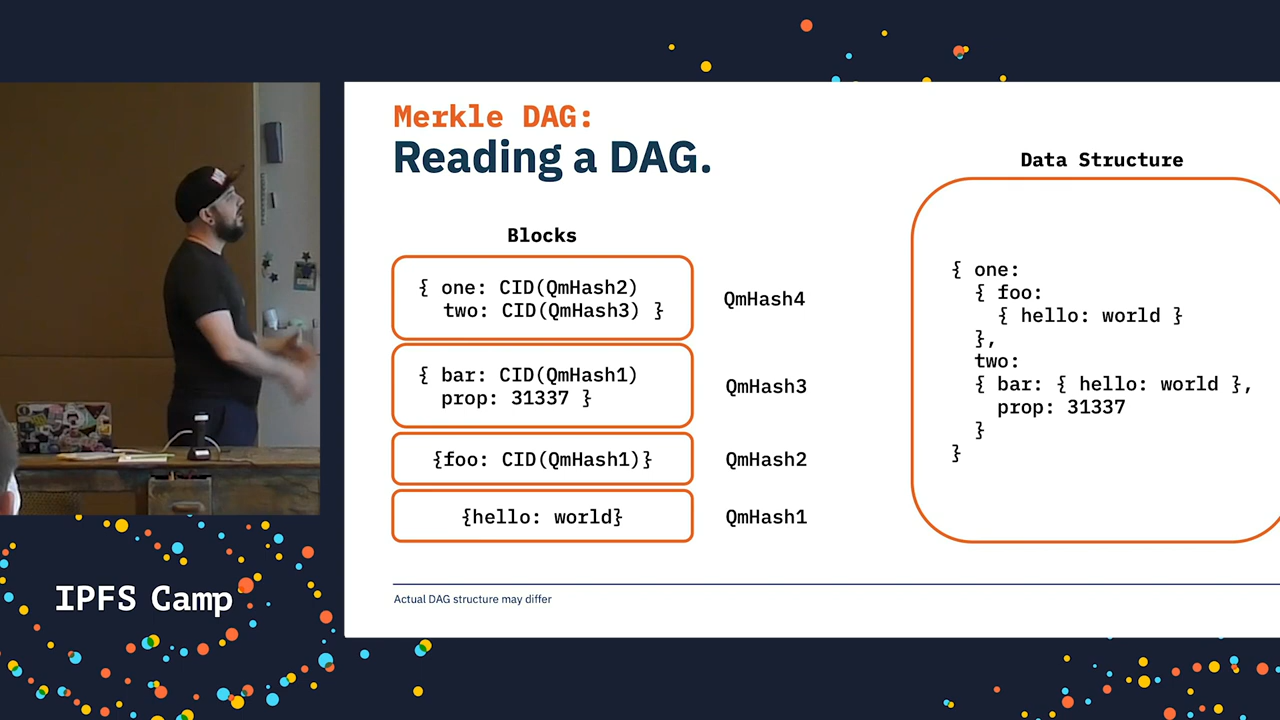 Merkle DAG:
Reading a DAG.
Blocks
{ one: CID(QmHash2)
two: CID(QmHash3) }
QmHash4
{ bar: CID(QmHash1)
prop: 31337 }
QmHash3
{foo: CID(QmHash1)}
QmHash2
{hello: world}
QmHash1
Data Structure
{ one:
{ foo:
{ hello: world }
},
two:
{ bar: { hello: world },
prop: 31337
}
}
Actual DAG structure may differ
IPFS Camp